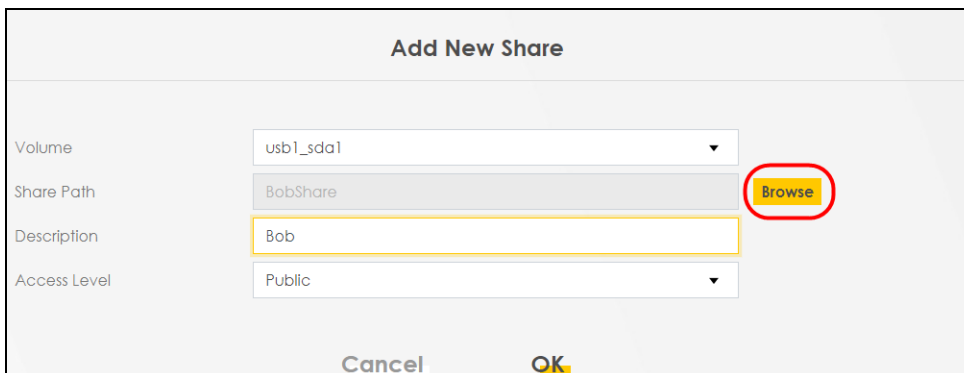 Add New Share
Volume usb1_sda1
Share Path BobShare Browse
Description Bob
Access Level Public
Cancel OK